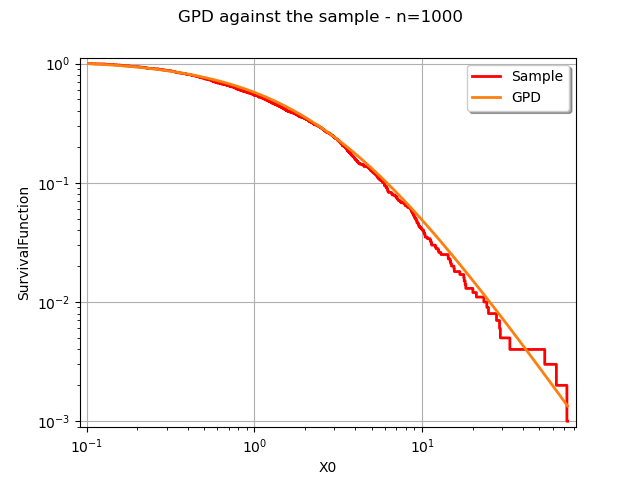 GPD against the sample - n=1000
Sample
GPD
SurvivalFunction
10⁰
10⁻¹
10⁻²
10⁻³
10⁻¹
10⁰
10¹
X0